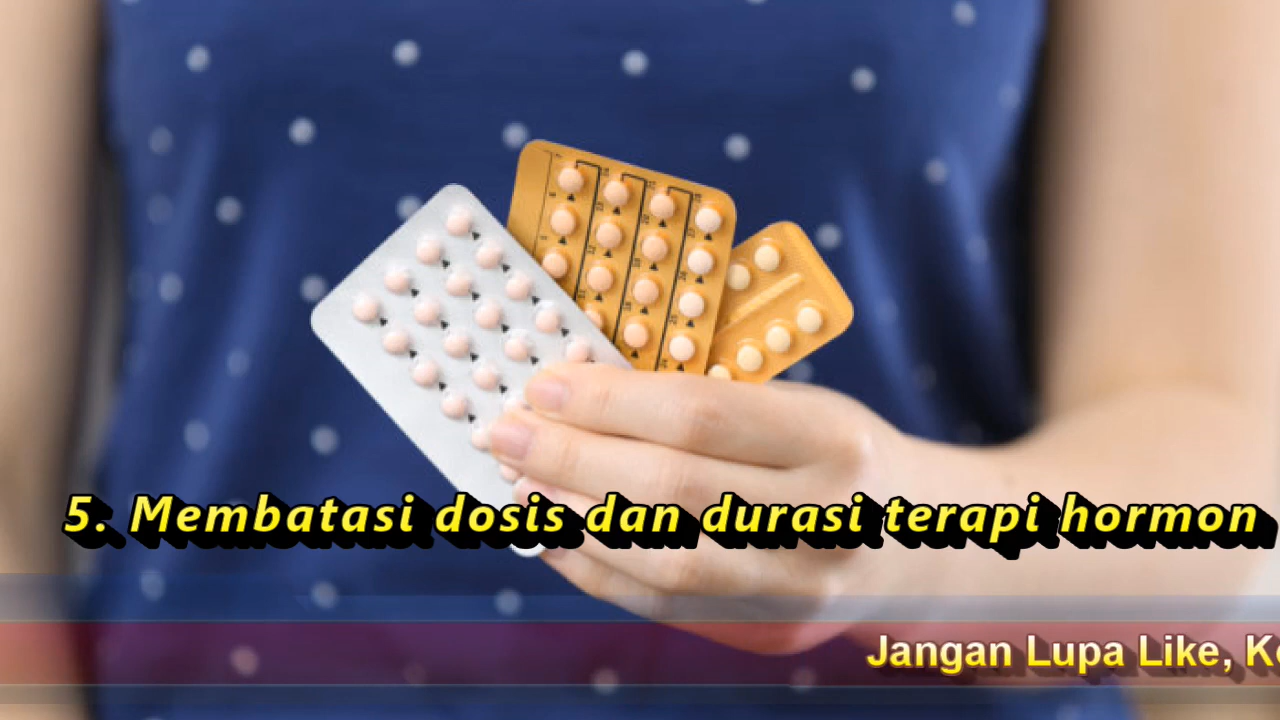 5. Membatasi dosis dan durasi terapi hormon
Jangan Lupa Like,